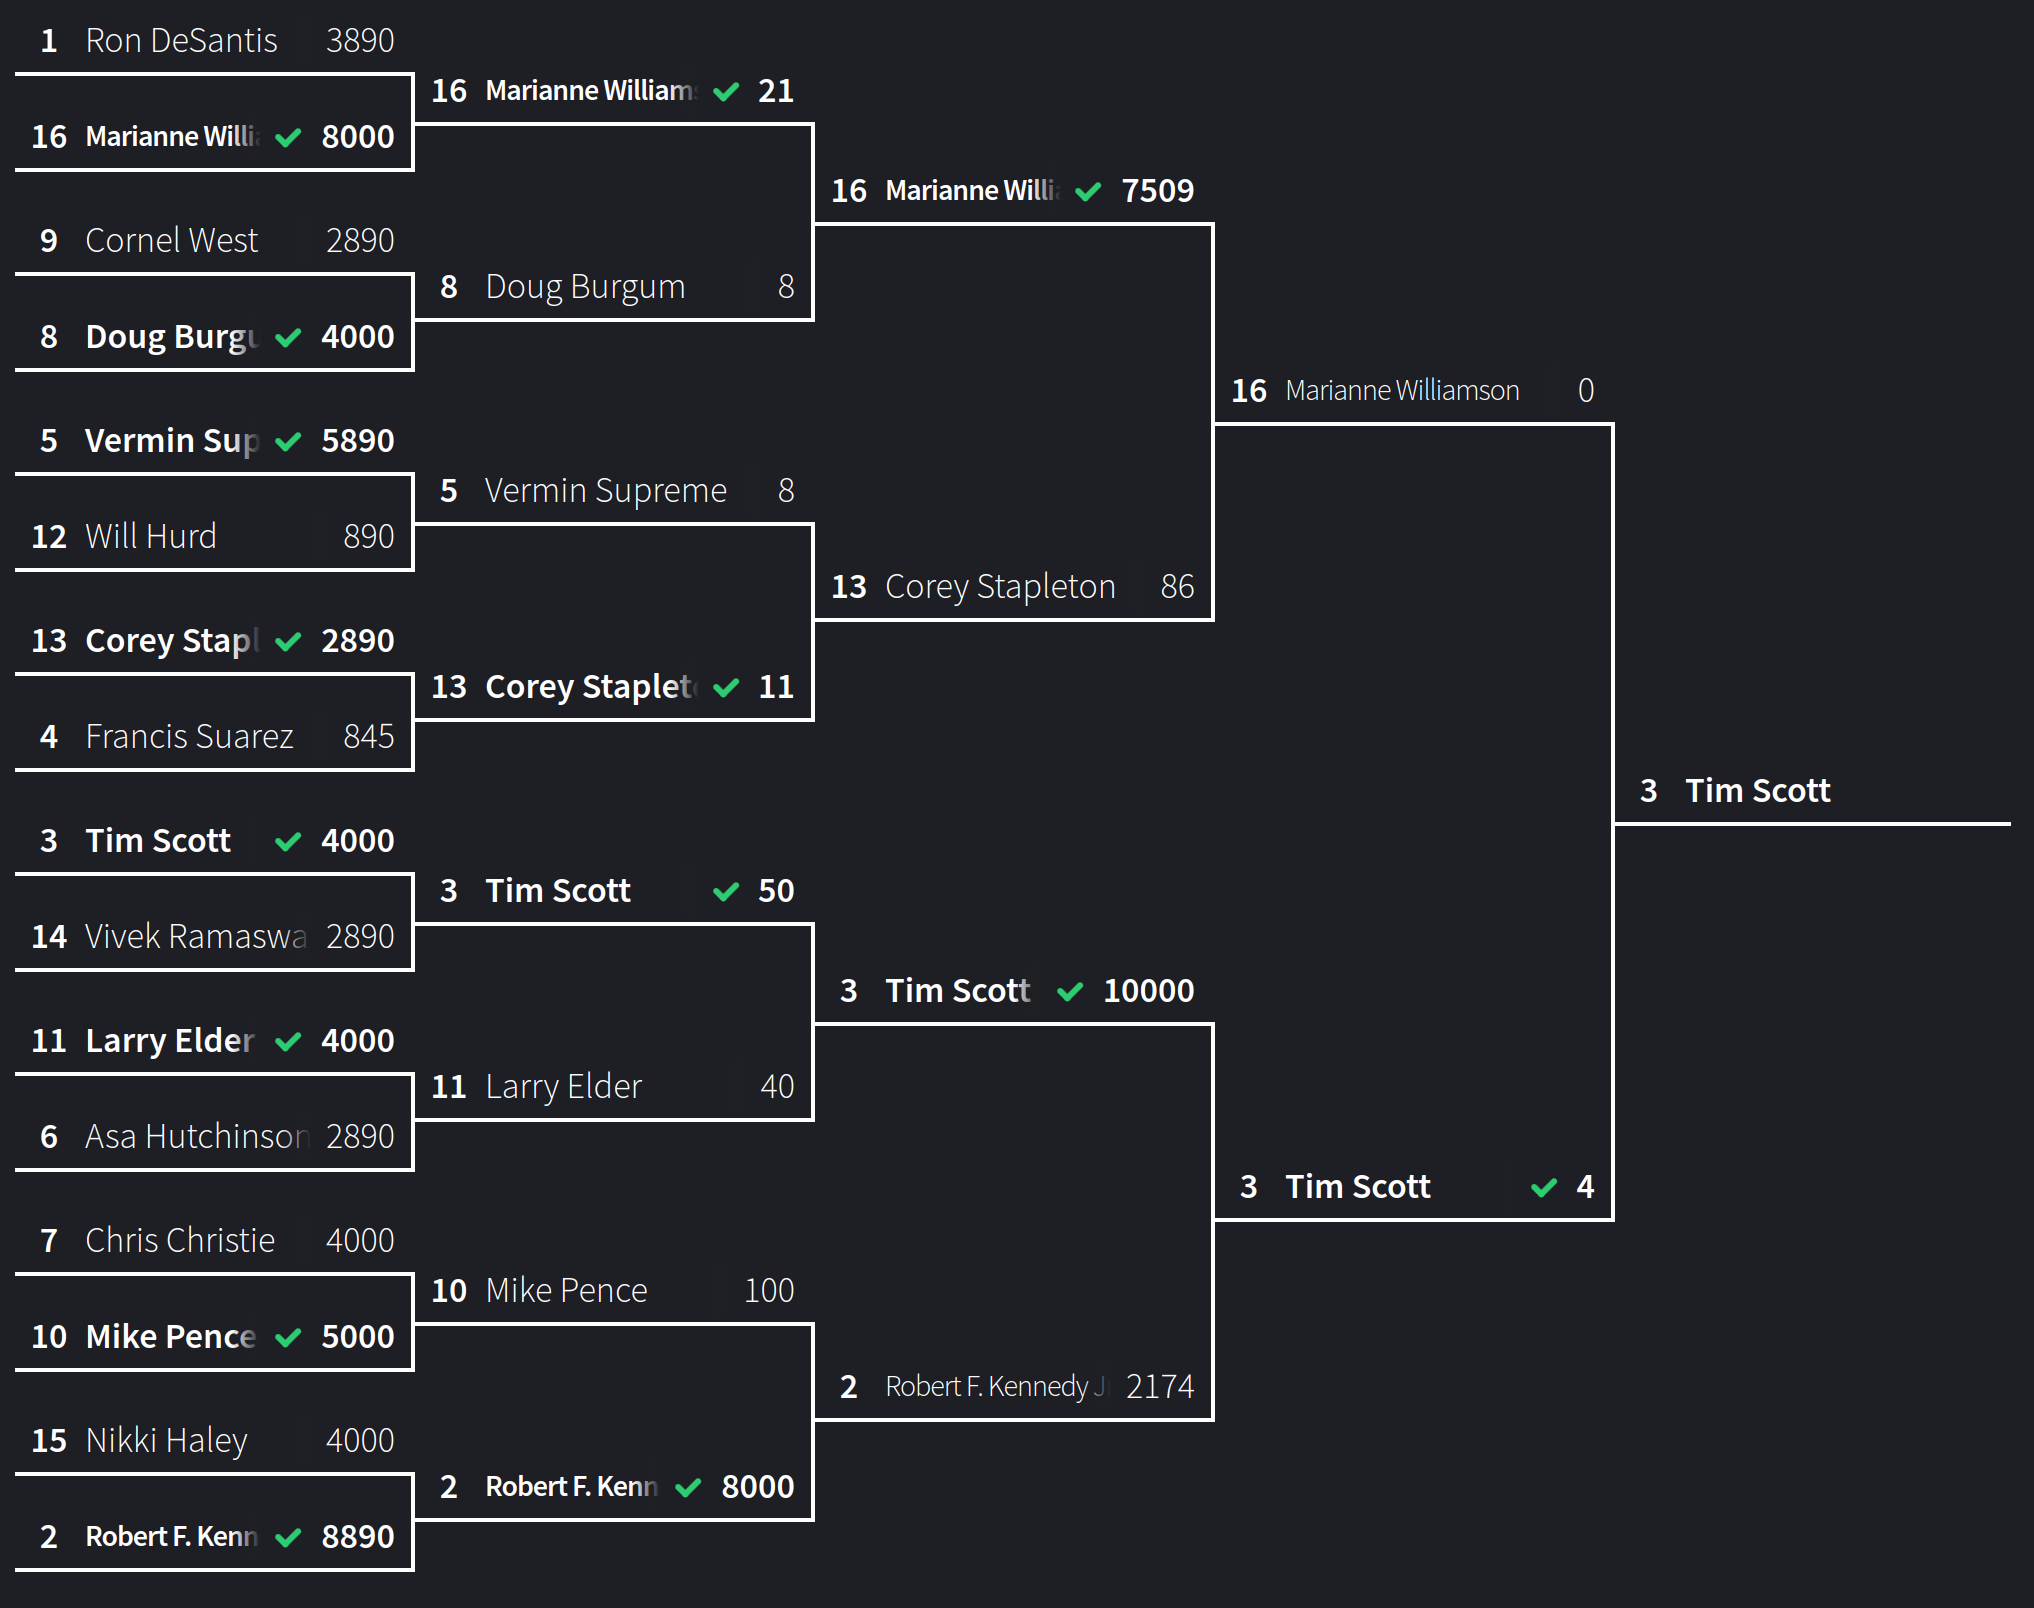 1 Ron DeSantis 3890
16 Marianne Willi 8000
9 Cornel West 2890
8 Doug Burgu 4000
5 Vermin Sup 5890
12 Will Hurd 890
13 Corey Stapl 2890
4 Francis Suarez 845
3 Tim Scott 4000
14 Vivek Ramaswa 2890
11 Larry Elder 4000
6 Asa Hutchinson 2890
7 Chris Christie 4000
10 Mike Pence 5000
15 Nikki Haley 4000
2 Robert F. Kenn 8890
16 Marianne Williams 21
8 Doug Burgum 8
5 Vermin Supreme 8
13 Corey Stapleto 11
3 Tim Scott 50
11 Larry Elder 40
10 Mike Pence 100
2 Robert F. Kenn 8000
16 Marianne Willi 7509
13 Corey Stapleton 86
3 Tim Scott 10000
2 Robert F. Kennedy J 2174
16 Marianne Williamson 0
3 Tim Scott 4
3 Tim Scott